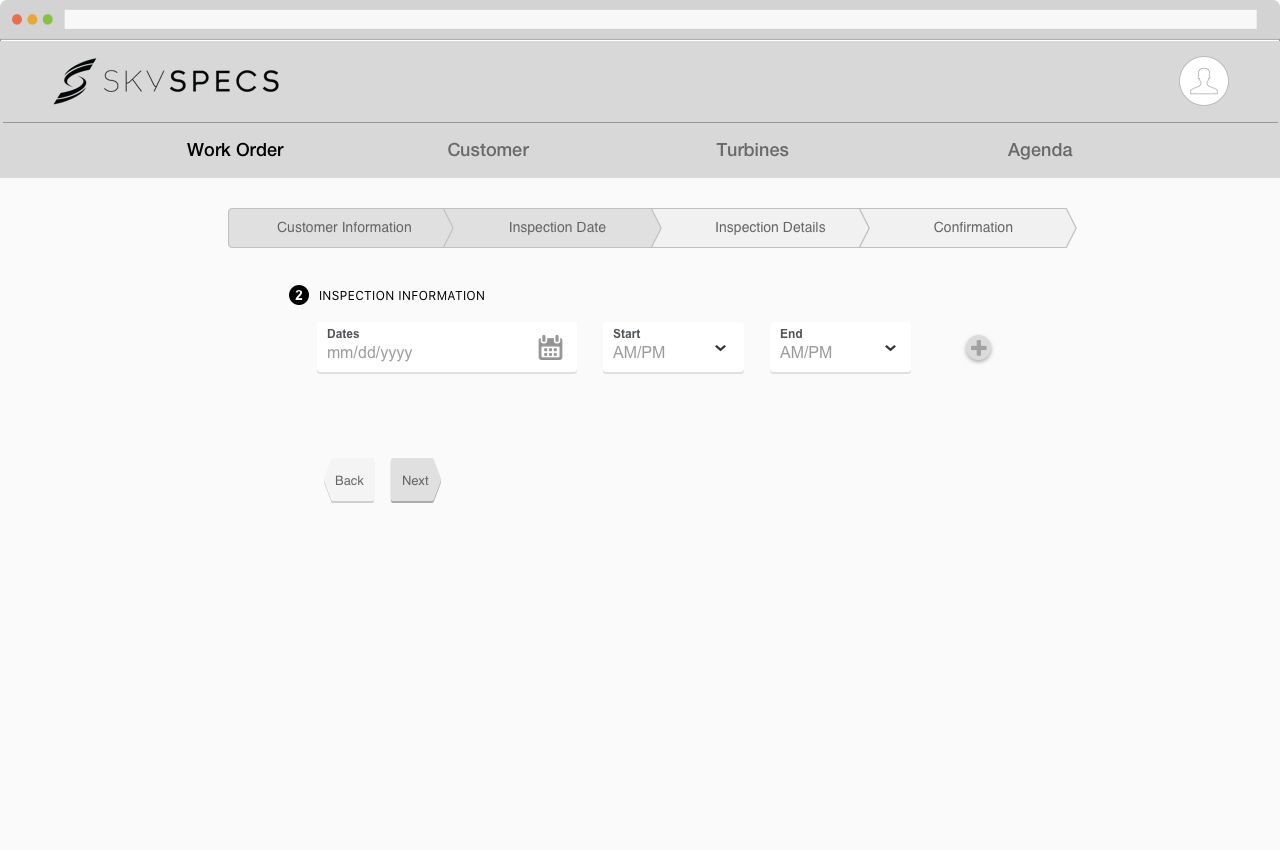 SKYSPECS
Work Order Customer Turbines Agenda
Customer Information Inspection Date Inspection Details Confirmation
2 INSPECTION INFORMATION
Dates Start End
mm/dd/yyyy AM/PM AM/PM
Back Next